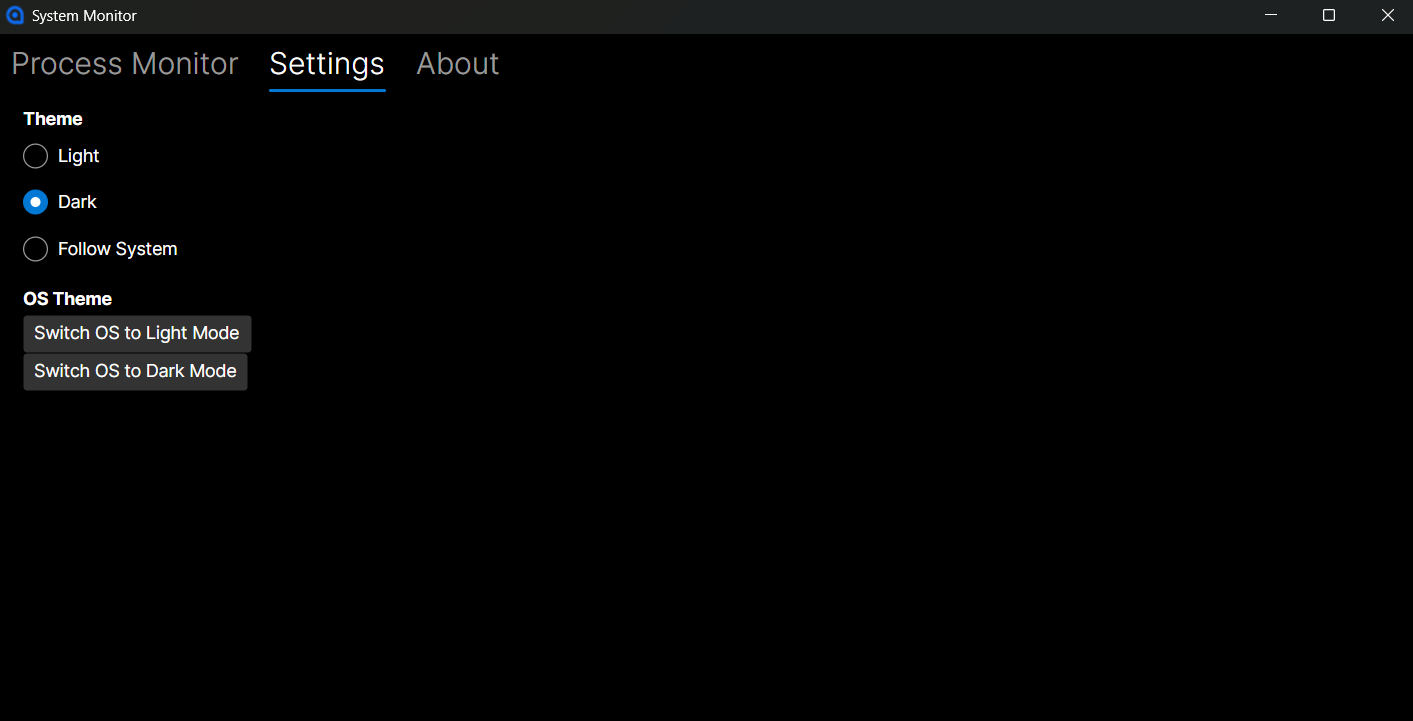 System Monitor
Process Monitor Settings About
Theme
Light
Dark
Follow System
OS Theme
Switch OS to Light Mode
Switch OS to Dark Mode